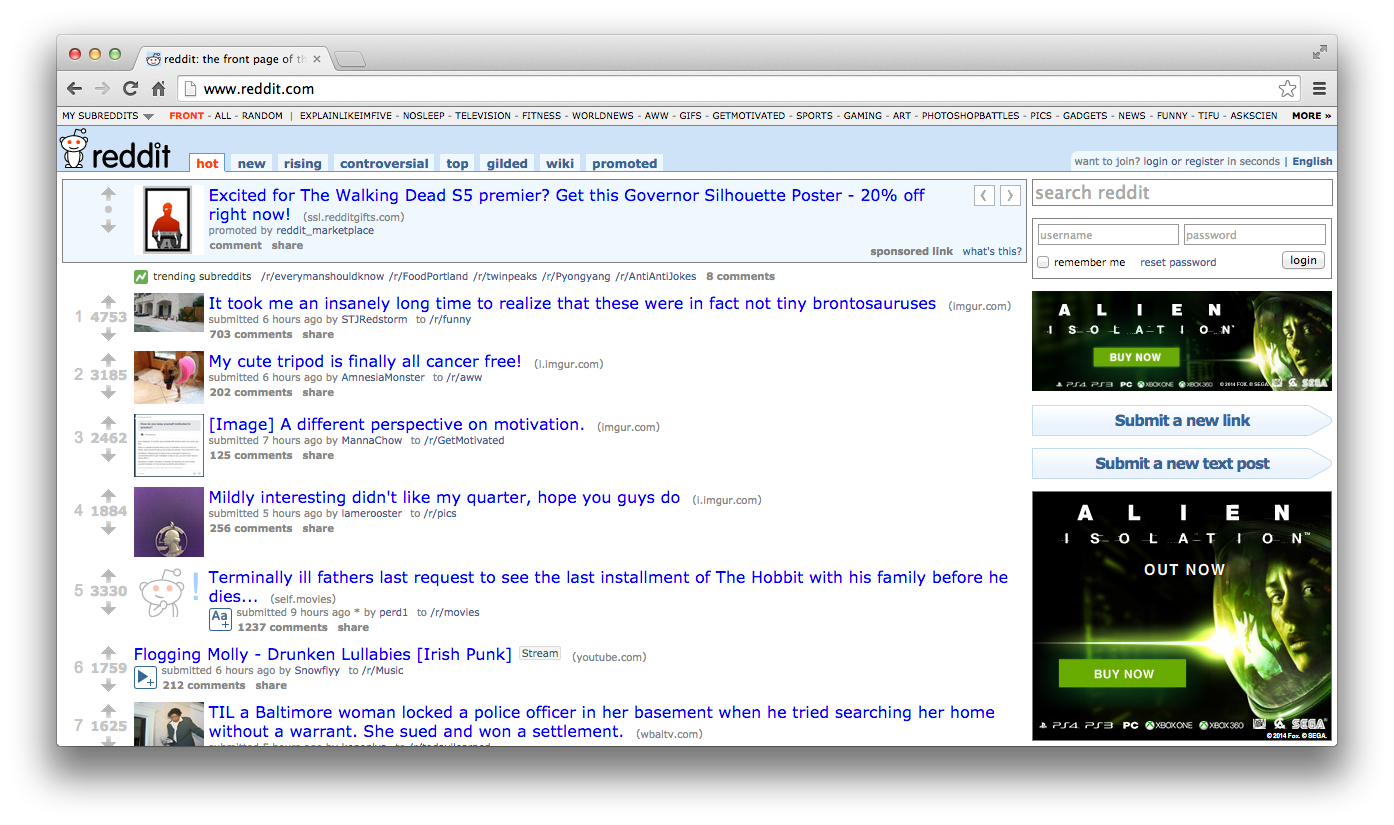 reddit: the front page of th
www.reddit.com
MY SUBREDDITS FRONT - ALL - RANDOM | EXPLAINLIKEIMFIVE - NOSLEEP - TELEVISION - FITNESS - WORLDNEWS - AWW - GIFS - GETMOTIVATED - SPORTS - GAMING - ART - PHOTOSHOPBATTLES - PICS - GADGETS - NEWS - FUNNY - TIFU - ASKSCIEN MORE »
reddit hot new rising controversial top gilded wiki promoted
want to join? login or register in seconds | English
Excited for The Walking Dead S5 premier? Get this Governor Silhouette Poster - 20% off
right now! (ssl.redditgifts.com)
promoted by reddit_marketplace
comment share
sponsored link what's this?
trending subreddits /r/everymanshouldknow /r/FoodPortland /r/twinpeaks /r/Pyongyang /r/AntiAntiJokes 8 comments
1 4753
It took me an insanely long time to realize that these were in fact not tiny brontosauruses (imgur.com)
submitted 6 hours ago by STJRedstorm to /r/funny
703 comments share
2 3185
My cute tripod is finally all cancer free! (i.imgur.com)
submitted 6 hours ago by AmnesiaMonster to /r/aww
202 comments share
3 2462
[Image] A different perspective on motivation. (imgur.com)
submitted 7 hours ago by MannaChow to /r/GetMotivated
125 comments share
4 1884
Mildly interesting didn't like my quarter, hope you guys do (i.imgur.com)
submitted 5 hours ago by lamerooster to /r/pics
256 comments share
5 3330
Terminally ill fathers last request to see the last installment of The Hobbit with his family before he
dies... (self.movies)
Aa+
submitted 9 hours ago * by perd1 to /r/movies
1237 comments share
6 1759
Flogging Molly - Drunken Lullabies [Irish Punk] Stream (youtube.com)
submitted 6 hours ago by Snowflyy to /r/Music
212 comments share
7 1625
TIL a Baltimore woman locked a police officer in her basement when he tried searching her home
without a warrant. She sued and won a settlement. (wbaltv.com)
search reddit
username password
remember me reset password login
ALIEN
ISOLATION™
BUY NOW
PS4 PS3 PC XBOXONE XBOX360 © 2014 FOX. © SEGA. SEGA
Submit a new link
Submit a new text post
ALIEN
ISOLATION™
OUT NOW
BUY NOW
PS4 PS3 PC XBOXONE XBOX360 SEGA
© 2014 Fox. © SEGA.